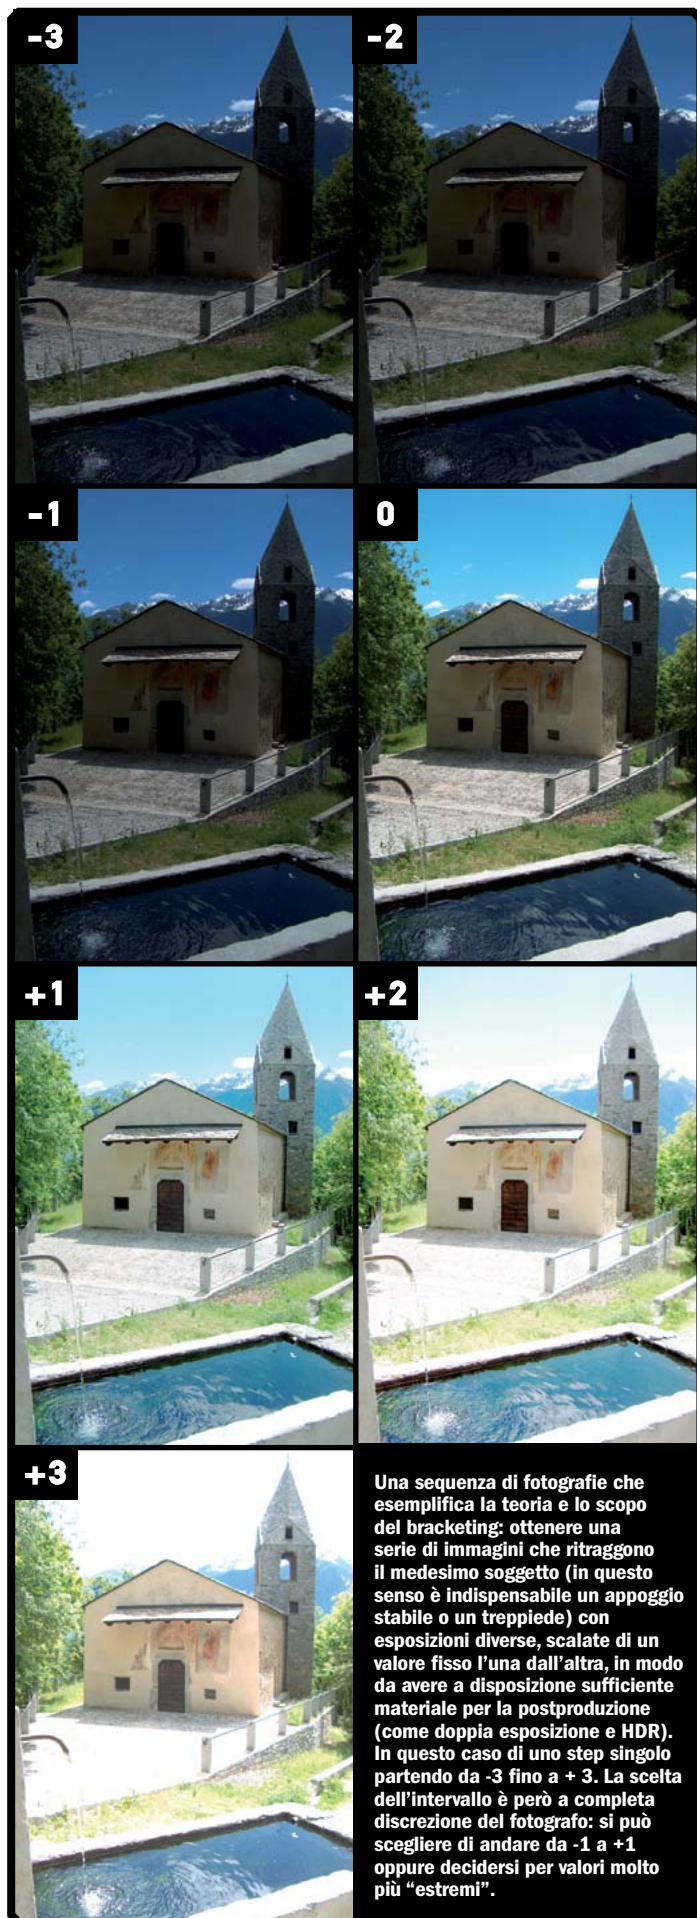 -3
-2
-1
0
+1
+2
+3
Una sequenza di fotografie che
esemplifica la teoria e lo scopo
del bracketing: ottenere una
serie di immagini che ritraggono
il medesimo soggetto (in questo
senso è indispensabile un appoggio
stabile o un treppiede) con
esposizioni diverse, scalate di un
valore fisso l’una dall’altra, in modo
da avere a disposizione sufficiente
materiale per la postproduzione
(come doppia esposizione e HDR).
In questo caso di uno step singolo
partendo da -3 fino a + 3. La scelta
dell’intervallo è però a completa
discrezione del fotografo: si può
scegliere di andare da -1 a +1
oppure decidersi per valori molto
più “estremi”.